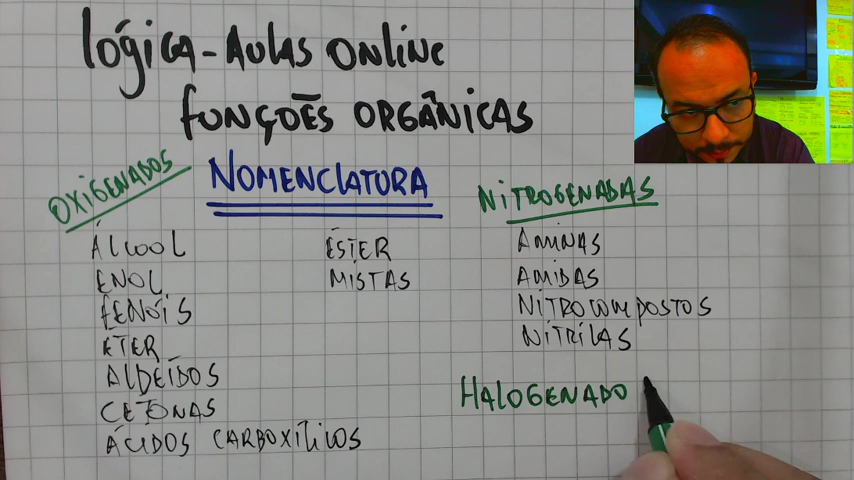 lógica - Aulas Online
funções orgânicas
OXIGENADOS
NOMENCLATURA
ÁLCOOL
ENOL
FENÓIS
ETER
ALDEÍDOS
CETONAS
ÁCIDOS CARBOXÍLICOS
ÉSTER
MISTAS
NITROGENADAS
AMINAS
AMIDAS
NITROCOMPOSTOS
NITRILAS
HALOGENADO